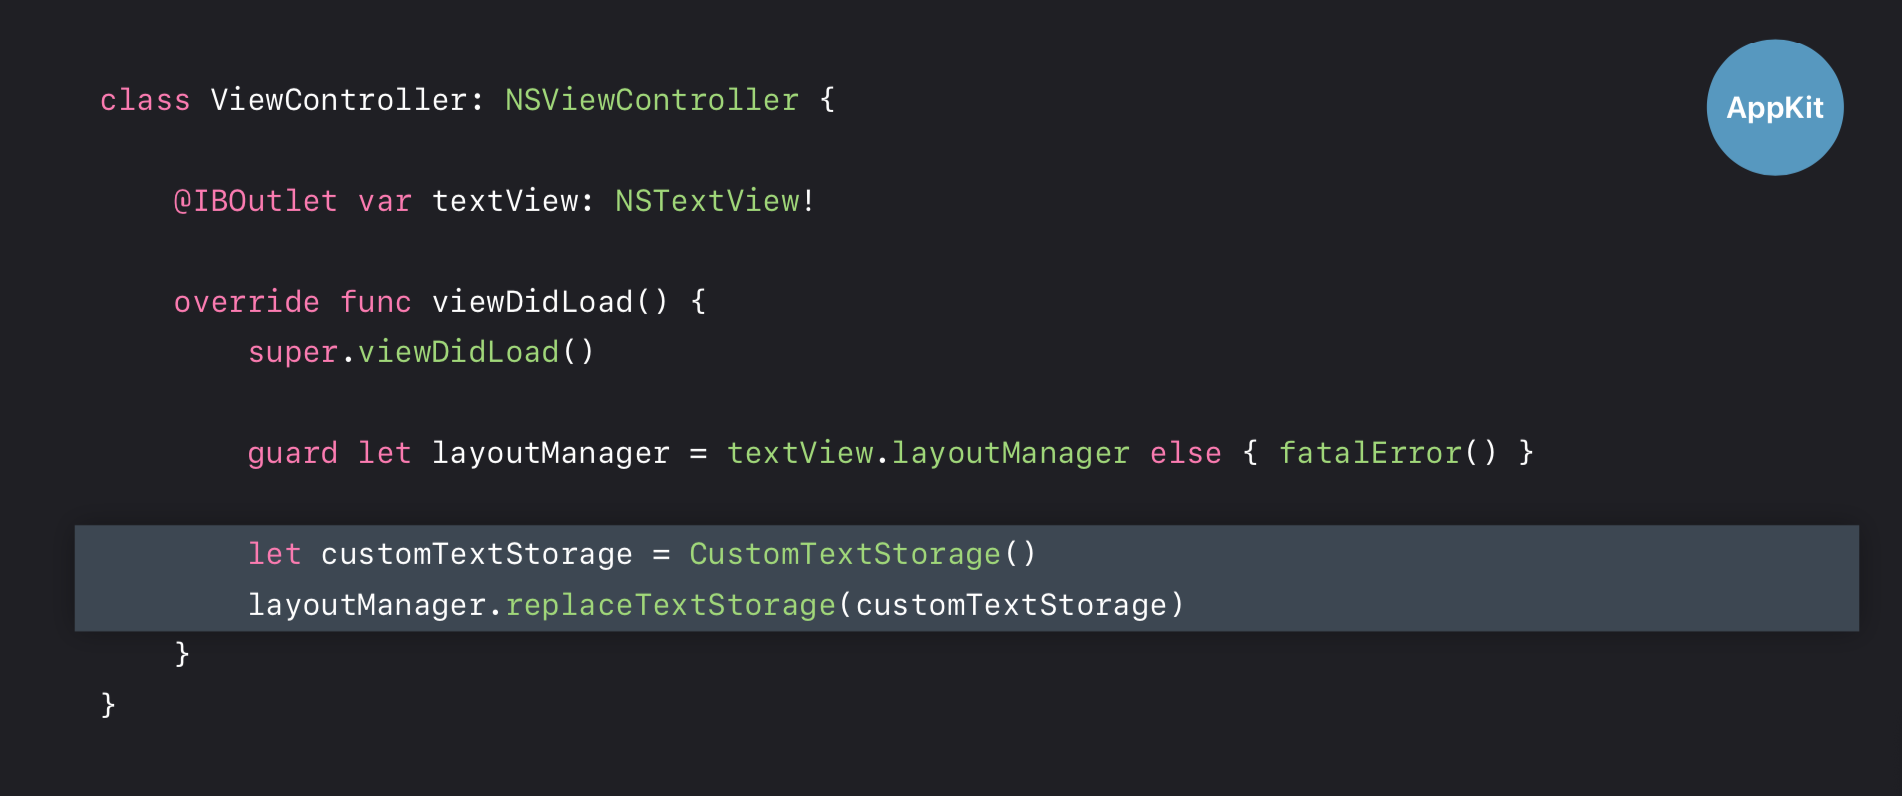 class ViewController: NSViewController {
AppKit
@IBOutlet var textView: NSTextView!
override func viewDidLoad() {
super.viewDidLoad()
guard let layoutManager = textView.layoutManager else { fatalError() }
let customTextStorage = CustomTextStorage()
layoutManager.replaceTextStorage(customTextStorage)
}
}